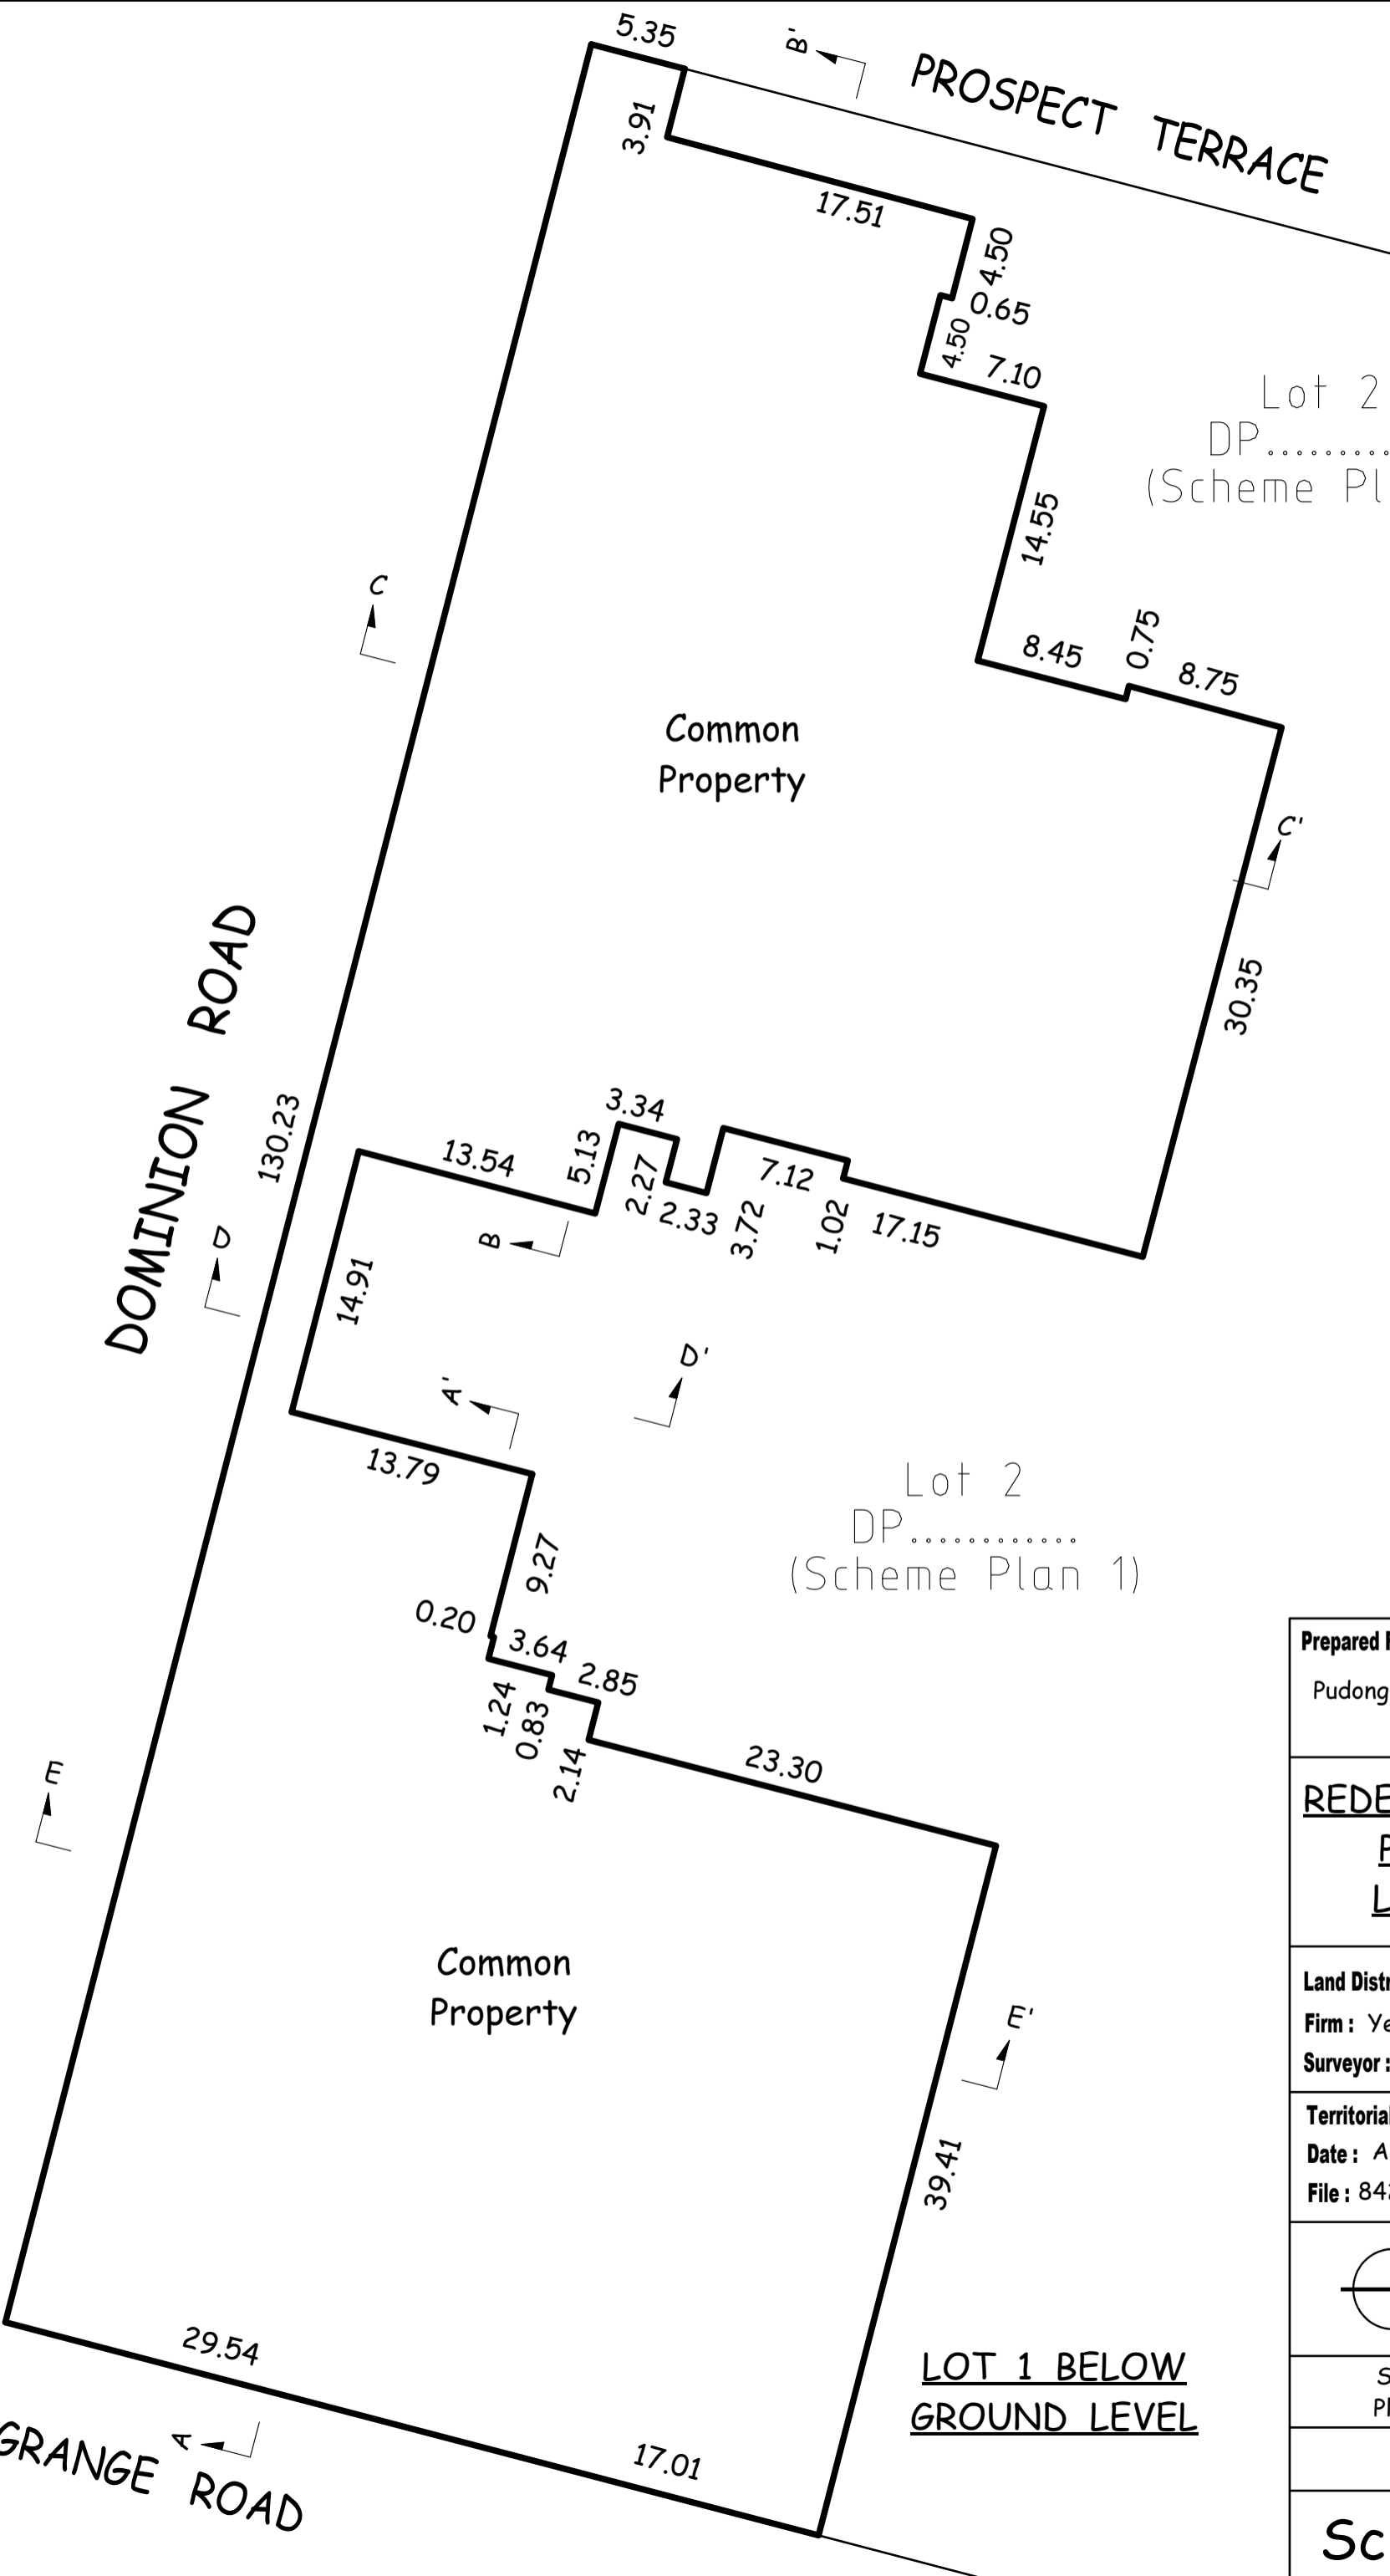 5.35
B'
PROSPECT TERRACE
3.91
17.51
4.50
0.65
4.50
7.10
Lot 2
DP.........
(Scheme Pl
14.55
C
0.75
8.45
8.75
Common
Property
C'
30.35
DOMINION ROAD
130.23
3.34
13.54
5.13
2.27
2.33
3.72
7.12
1.02
17.15
B
D
14.91
D'
A'
13.79
Lot 2
DP............
(Scheme Plan 1)
9.27
0.20
3.64
2.85
1.24
0.83
2.14
23.30
E
Prepared
Pudong
REDE
P
L
Common
Property
Land Distr
Firm : Ye
Surveyor :
E'
Territorial
Date : A
File : 842
39.41
29.54
LOT 1 BELOW
GROUND LEVEL
S
Pl
A
GRANGE ROAD
17.01
Sc